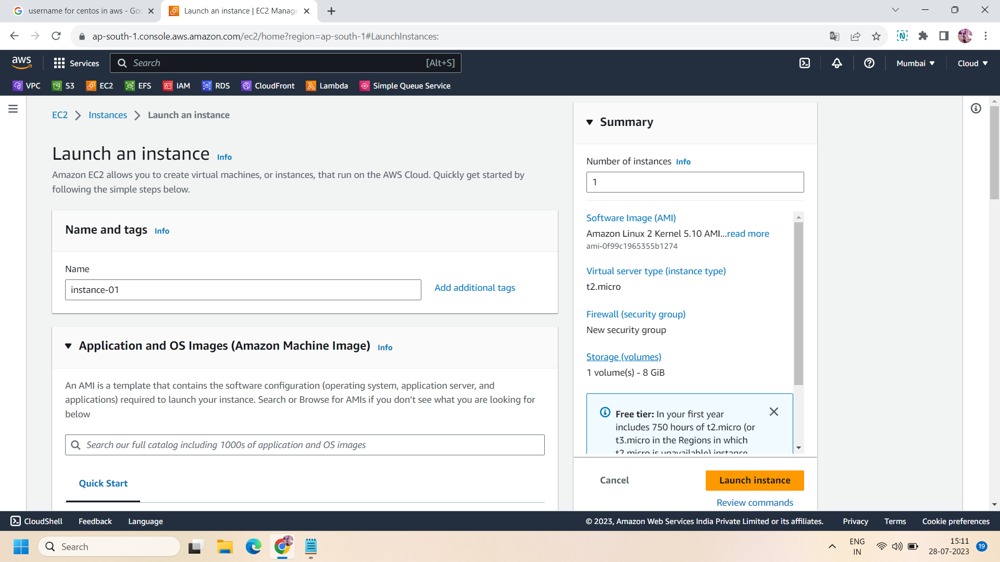 username for centos in aws - Goo
Launch an instance | EC2 Manage
ap-south-1.console.aws.amazon.com/ec2/home?region=ap-south-1#LaunchInstances:
aws
Services
Search
[Alt+S]
Mumbai
Cloud
VPC
S3
EC2
EFS
IAM
RDS
CloudFront
Lambda
Simple Queue Service
EC2
Instances
Launch an instance
Launch an instance Info
Amazon EC2 allows you to create virtual machines, or instances, that run on the AWS Cloud. Quickly get started by
following the simple steps below.
Name and tags Info
Name
instance-01
Add additional tags
Application and OS Images (Amazon Machine Image) Info
An AMI is a template that contains the software configuration (operating system, application server, and
applications) required to launch your instance. Search or Browse for AMIs if you don’t see what you are looking for
below
Search our full catalog including 1000s of application and OS images
Quick Start
Summary
Number of instances Info
1
Software Image (AMI)
Amazon Linux 2 Kernel 5.10 AMI...read more
ami-0f99c1965355b1274
Virtual server type (instance type)
t2.micro
Firewall (security group)
New security group
Storage (volumes)
1 volume(s) - 8 GiB
Free tier: In your first year
includes 750 hours of t2.micro (or
t3.micro in the Regions in which
t2.micro is unavailable) instance
Cancel
Launch instance
Review commands
CloudShell
Feedback
Language
© 2023, Amazon Web Services India Private Limited or its affiliates.
Privacy
Terms
Cookie preferences
Search
ENG
IN
15:11
28-07-2023
19